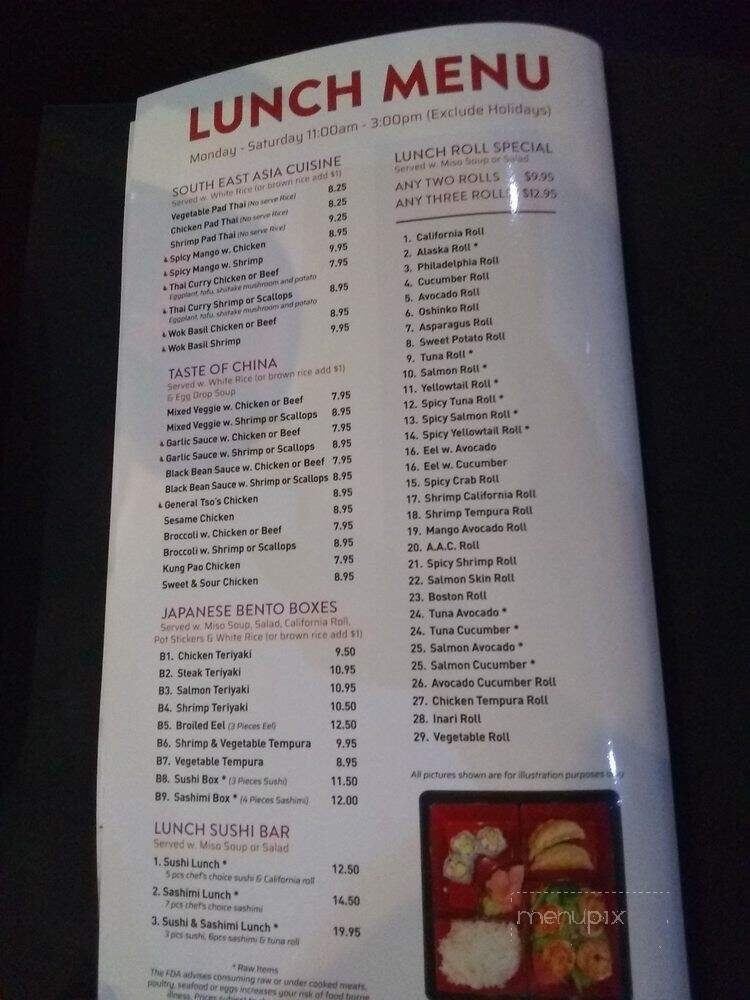 LUNCH MENU
Monday - Saturday 11:00am - 3:00pm (Exclude Holidays)
SOUTH EAST ASIA CUISINE
Served w. White Rice (or brown rice add $1)
Vegetable Pad Thai (No serve Rice) 8.25
Chicken Pad Thai (No serve Rice) 8.25
Shrimp Pad Thai (No serve Rice) 9.25
Spicy Mango w. Chicken 8.95
Spicy Mango w. Shrimp 9.95
Thai Curry Chicken or Beef 7.95
Eggplant, tofu, shiitake mushroom and potato
Thai Curry Shrimp or Scallops 8.95
Eggplant, tofu, shiitake mushroom and potato
Wok Basil Chicken or Beef 8.95
Wok Basil Shrimp 9.95
TASTE OF CHINA
Served w. White Rice (or brown rice add $1)
& Egg Drop Soup
Mixed Veggie w. Chicken or Beef 7.95
Mixed Veggie w. Shrimp or Scallops 8.95
Garlic Sauce w. Chicken or Beef 7.95
Garlic Sauce w. Shrimp or Scallops 8.95
Black Bean Sauce w. Chicken or Beef 7.95
Black Bean Sauce w. Shrimp or Scallops 8.95
General Tso's Chicken 8.95
Sesame Chicken 8.95
Broccoli w. Chicken or Beef 7.95
Broccoli w. Shrimp or Scallops 8.95
Kung Pao Chicken 7.95
Sweet & Sour Chicken 8.95
JAPANESE BENTO BOXES
Served w. Miso Soup, Salad, California Roll,
Pot Stickers & White Rice (or brown rice add $1)
B1. Chicken Teriyaki 9.50
B2. Steak Teriyaki 10.95
B3. Salmon Teriyaki 10.95
B4. Shrimp Teriyaki 10.50
B5. Broiled Eel (3 Pieces Eel) 12.50
B6. Shrimp & Vegetable Tempura 9.95
B7. Vegetable Tempura 8.95
B8. Sushi Box * (3 Pieces Sushi) 11.50
B9. Sashimi Box * (4 Pieces Sashimi) 12.00
LUNCH SUSHI BAR
Served w. Miso Soup or Salad
1. Sushi Lunch * 12.50
5 pcs chef's choice sushi & California roll
2. Sashimi Lunch * 14.50
7 pcs chef's choice sashimi
3. Sushi & Sashimi Lunch * 19.95
3 pcs sushi, 6pcs sashimi & tuna roll
* Raw Items
The FDA advises consuming raw or under cooked meats,
poultry, seafood or eggs increases your risk of food borne
illness. Prices subject to
LUNCH ROLL SPECIAL
Served w. Miso Soup or Salad
ANY TWO ROLLS $9.95
ANY THREE ROLLS $12.95
1. California Roll
2. Alaska Roll *
3. Philadelphia Roll
4. Cucumber Roll
5. Avocado Roll
6. Oshinko Roll
7. Asparagus Roll
8. Sweet Potato Roll
9. Tuna Roll *
10. Salmon Roll *
11. Yellowtail Roll *
12. Spicy Tuna Roll *
13. Spicy Salmon Roll *
14. Spicy Yellowtail Roll *
16. Eel w. Avocado
16. Eel w. Cucumber
15. Spicy Crab Roll
17. Shrimp California Roll
18. Shrimp Tempura Roll
19. Mango Avocado Roll
20. A.A.C. Roll
21. Spicy Shrimp Roll
22. Salmon Skin Roll
23. Boston Roll
24. Tuna Avocado *
24. Tuna Cucumber *
25. Salmon Avocado *
25. Salmon Cucumber *
26. Avocado Cucumber Roll
27. Chicken Tempura Roll
28. Inari Roll
29. Vegetable Roll
All pictures shown are for illustration purposes only
menupix